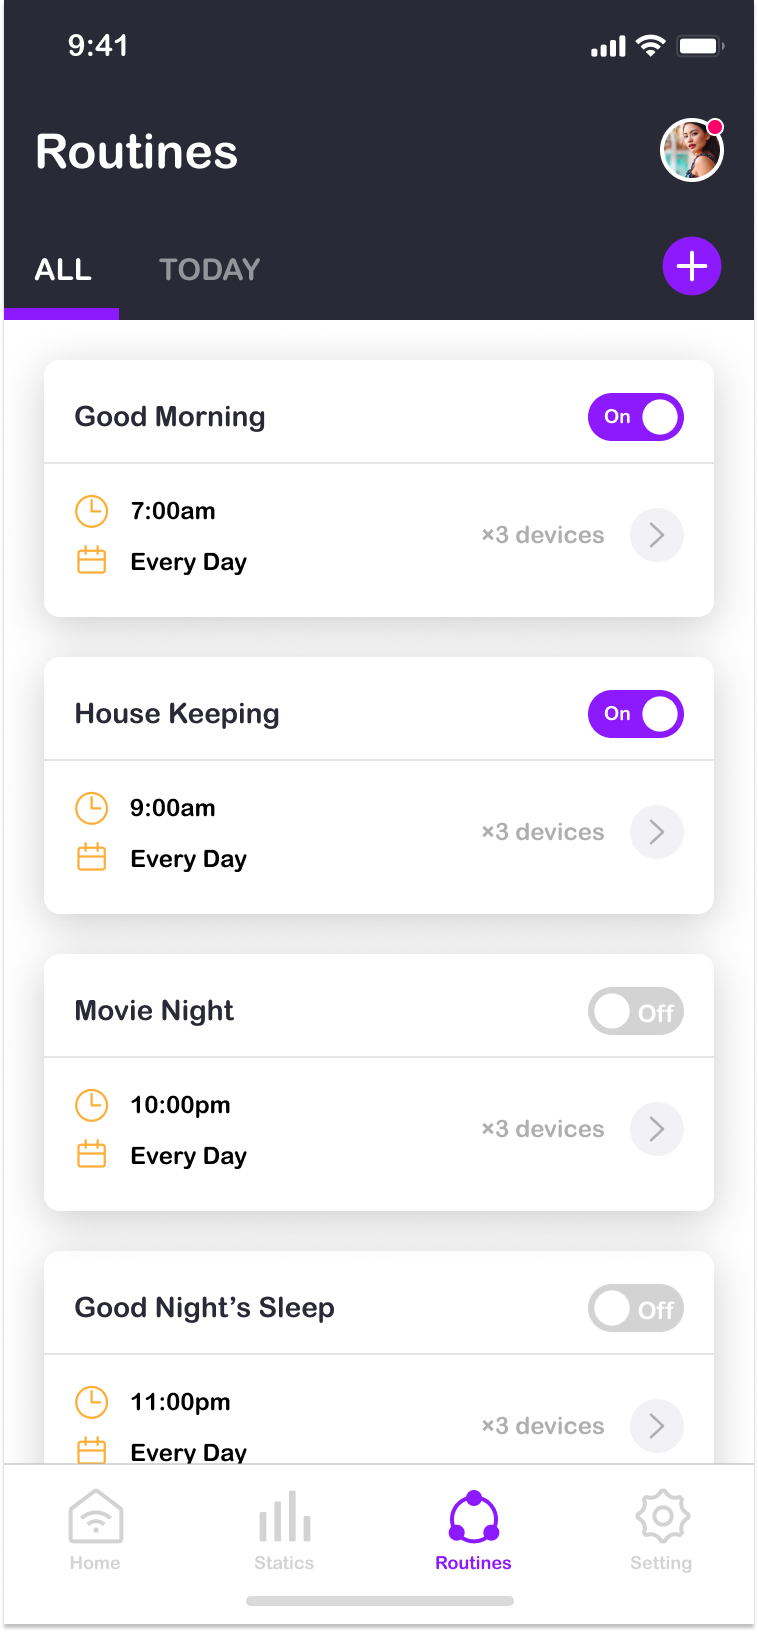 9:41
Routines
ALL TODAY
Good Morning On
7:00am
×3 devices
Every Day
House Keeping On
9:00am
×3 devices
Every Day
Movie Night Off
10:00pm
×3 devices
Every Day
Good Night’s Sleep Off
11:00pm
×3 devices
Every Day
Home Statics Routines Setting